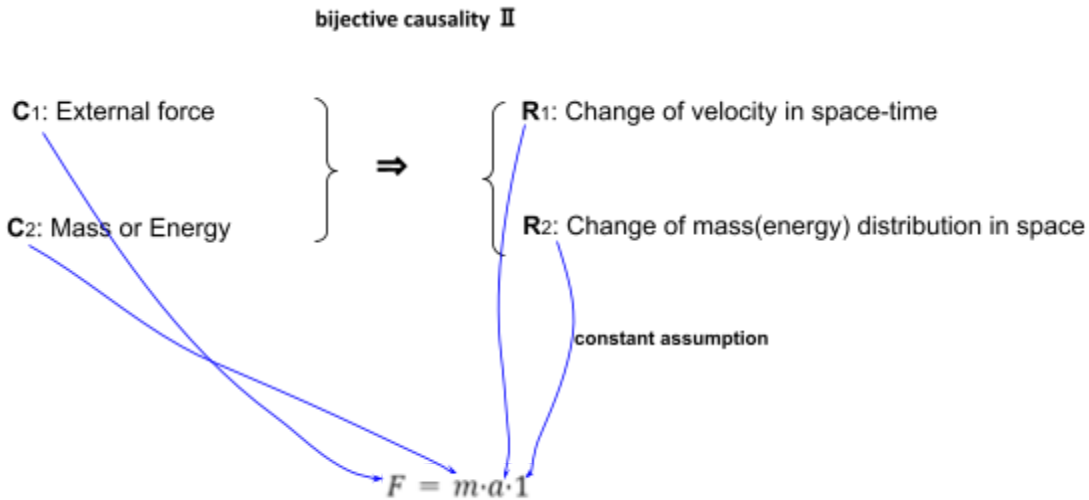 bijective causality Ⅱ
C1: External force
R1: Change of velocity in space-time
⇒
C2: Mass or Energy
R2: Change of mass(energy) distribution in space
constant assumption
F = m·a·1